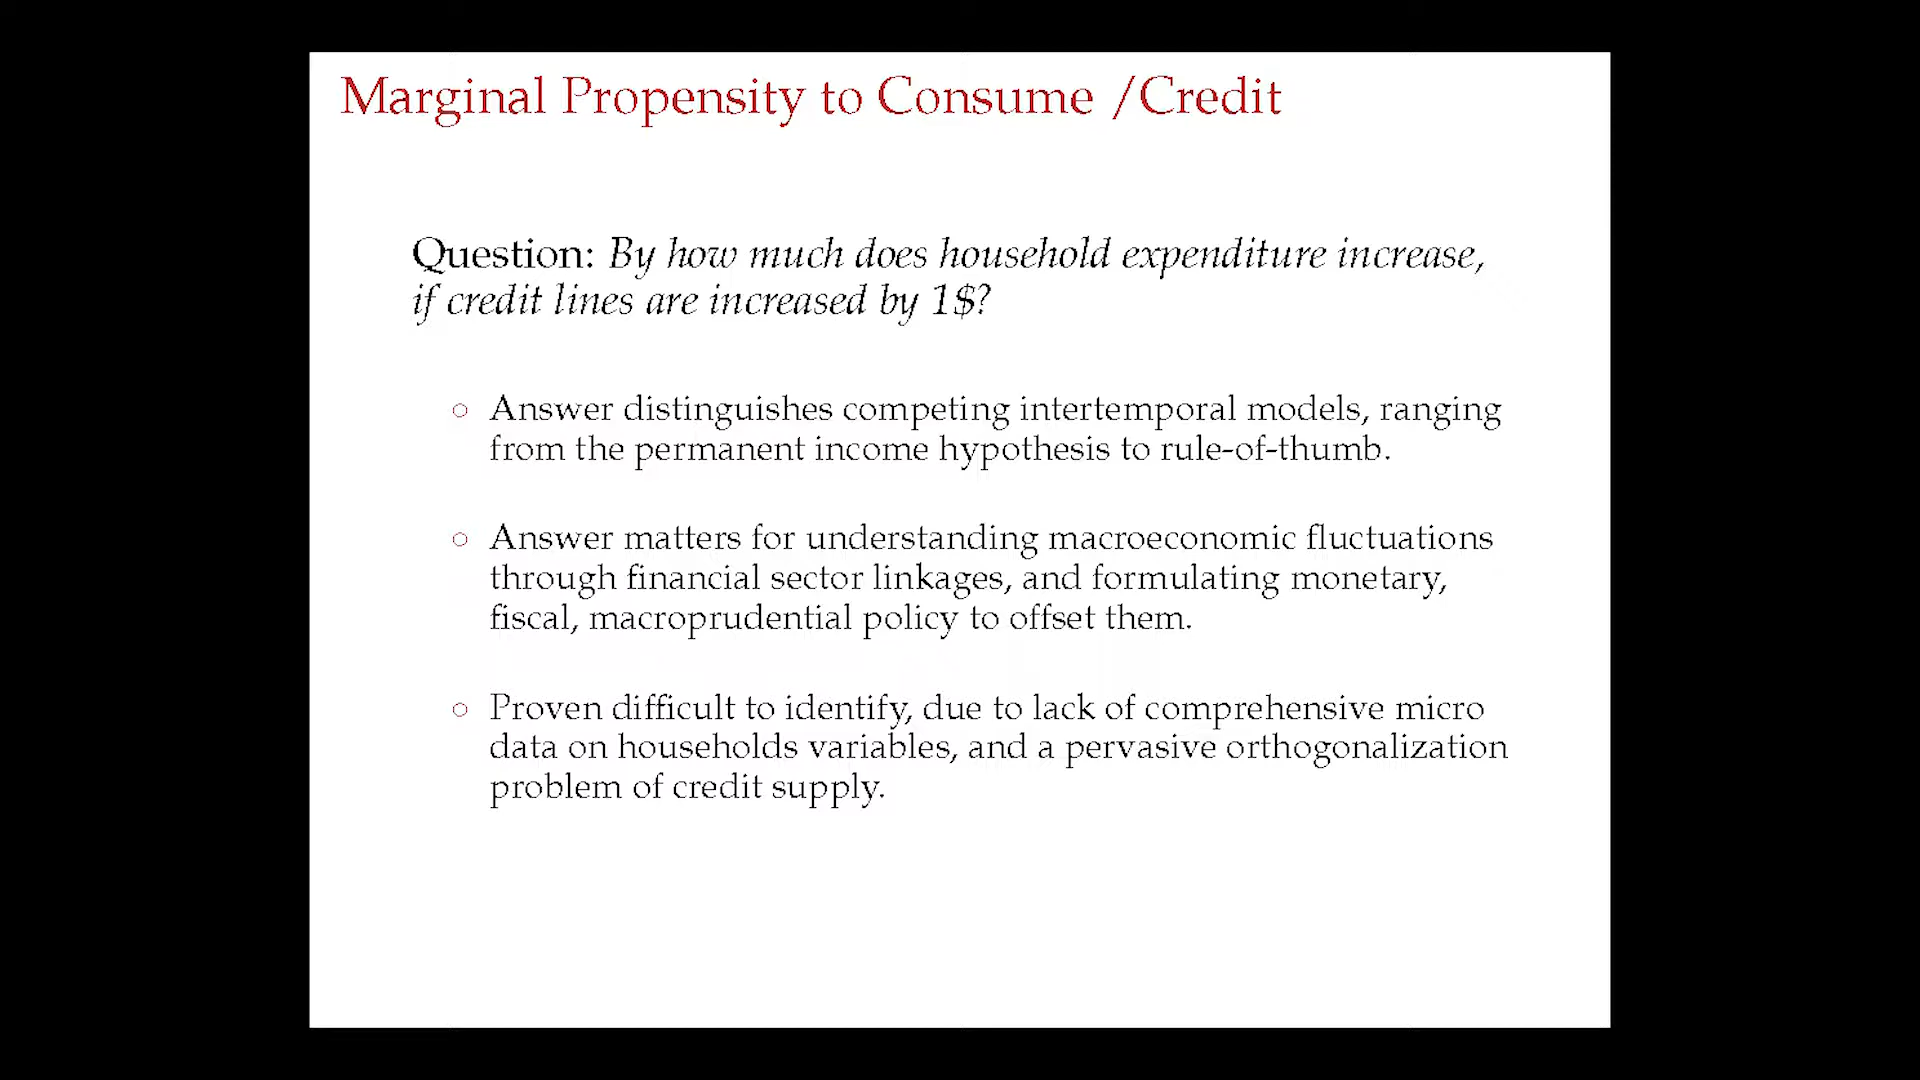 Marginal Propensity to Consume /Credit
Question: By how much does household expenditure increase,
if credit lines are increased by 1$?
○ Answer distinguishes competing intertemporal models, ranging
from the permanent income hypothesis to rule-of-thumb.
○ Answer matters for understanding macroeconomic fluctuations
through financial sector linkages, and formulating monetary,
fiscal, macroprudential policy to offset them.
○ Proven difficult to identify, due to lack of comprehensive micro
data on households variables, and a pervasive orthogonalization
problem of credit supply.